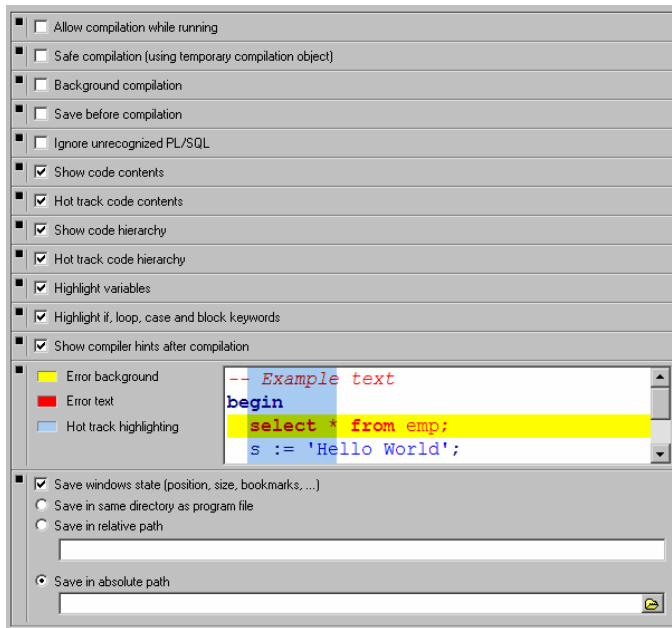 Allow compilation while running
Safe compilation (using temporary compilation object)
Background compilation
Save before compilation
Ignore unrecognized PL/SQL
Show code contents
Hot track code contents
Show code hierarchy
Hot track code hierarchy
Highlight variables
Highlight if, loop, case and block keywords
Show compiler hints after compilation
Error background
Error text
Hot track highlighting
-- Example text
begin
select * from emp;
s := 'Hello World';
Save windows state (position, size, bookmarks, ...)
Save in same directory as program file
Save in relative path
Save in absolute path